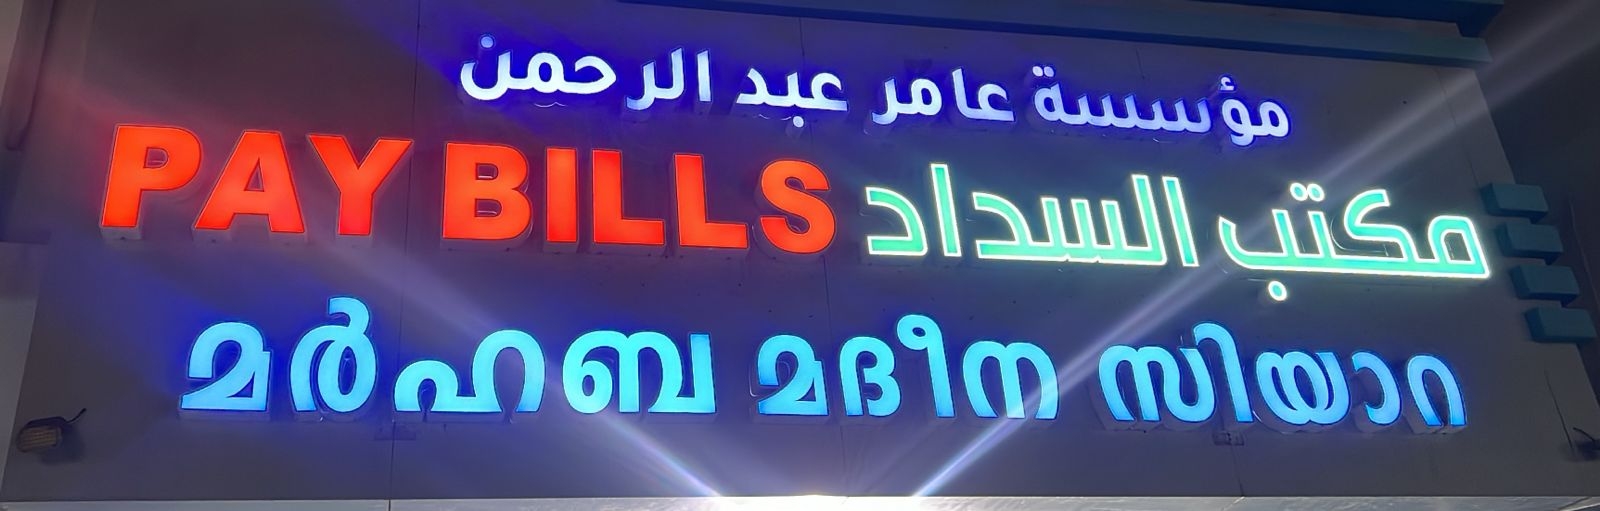 مؤسسة عامر عبد الرحمن
PAY BILLS مكتب السداد
മർഹബ മദീന സിയാറ